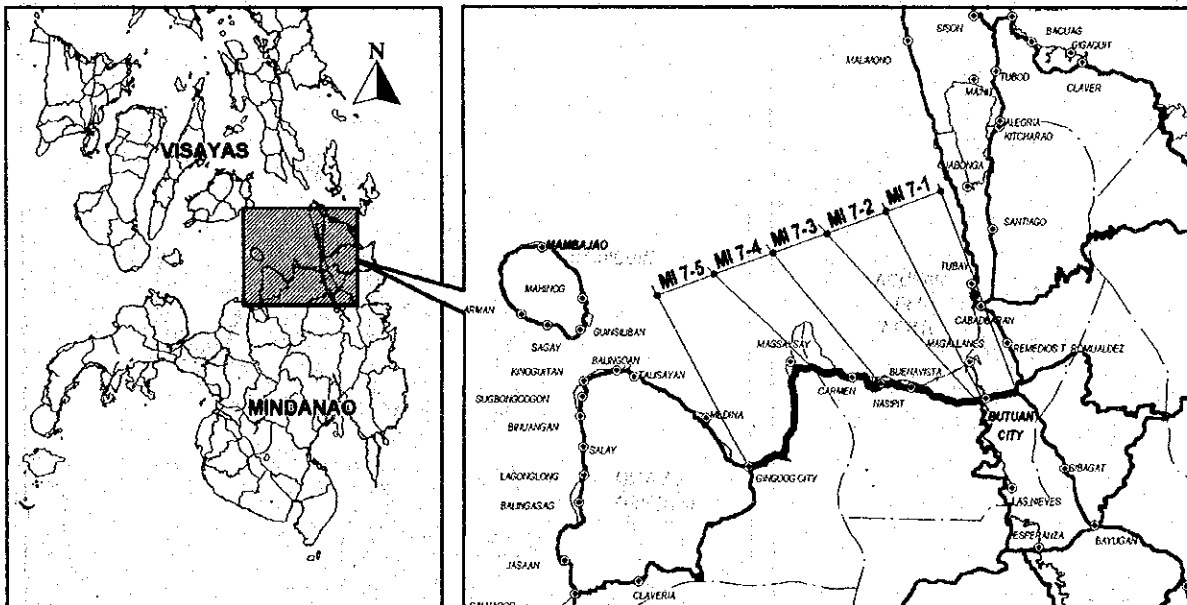 VISAYAS
N
MINDANAO
SISON
BACUAG
GIGAQUIT
MALIMONO
TUBOD
CLAVER
ALEGRIA
KITCHARAO
MI 7-1
MI 7-2
MI 7-3
MI 7-4
MI 7-5
SANTIAGO
MAMBAJAO
TUBAY
MAHINOG
CABADBARAN
ARMAN
SAGAY
GUINSILIBAN
MAGSAYSAY
MAGALLANES
REMEDIOS T. ROMUALDEZ
KINOGUITAN
BALINGOAN
TALISAYAN
CARMEN
BUENAVISTA
NASIPIT
SUGBONGCOGON
BINUANGAN
MEDINA
BUTUAN
CITY
SALAY
LAGONGLONG
GINGOOG CITY
SIBAGAT
BALINGASAG
LAS NIEVES
ESPERANZA
BAYUGAN
JASAAN
CLAVERIA